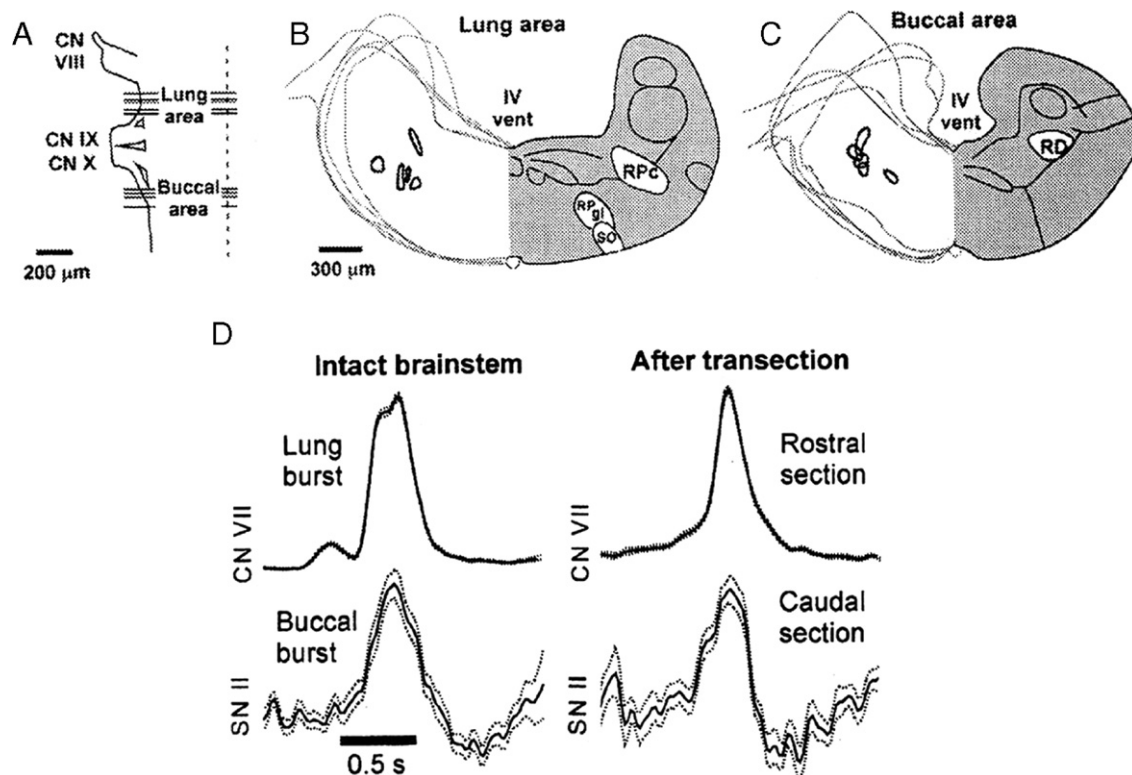 A
CN
VIII
Lung
area
CN IX
CN X
Buccal
area
200 µm
B
Lung area
IV
vent
RPc
RP
gl
SO
300 µm
C
Buccal area
IV
vent
RD
D
Intact brainstem
After transection
Lung
burst
CN VII
Rostral
section
CN VII
Buccal
burst
SN II
Caudal
section
SN II
0.5 s